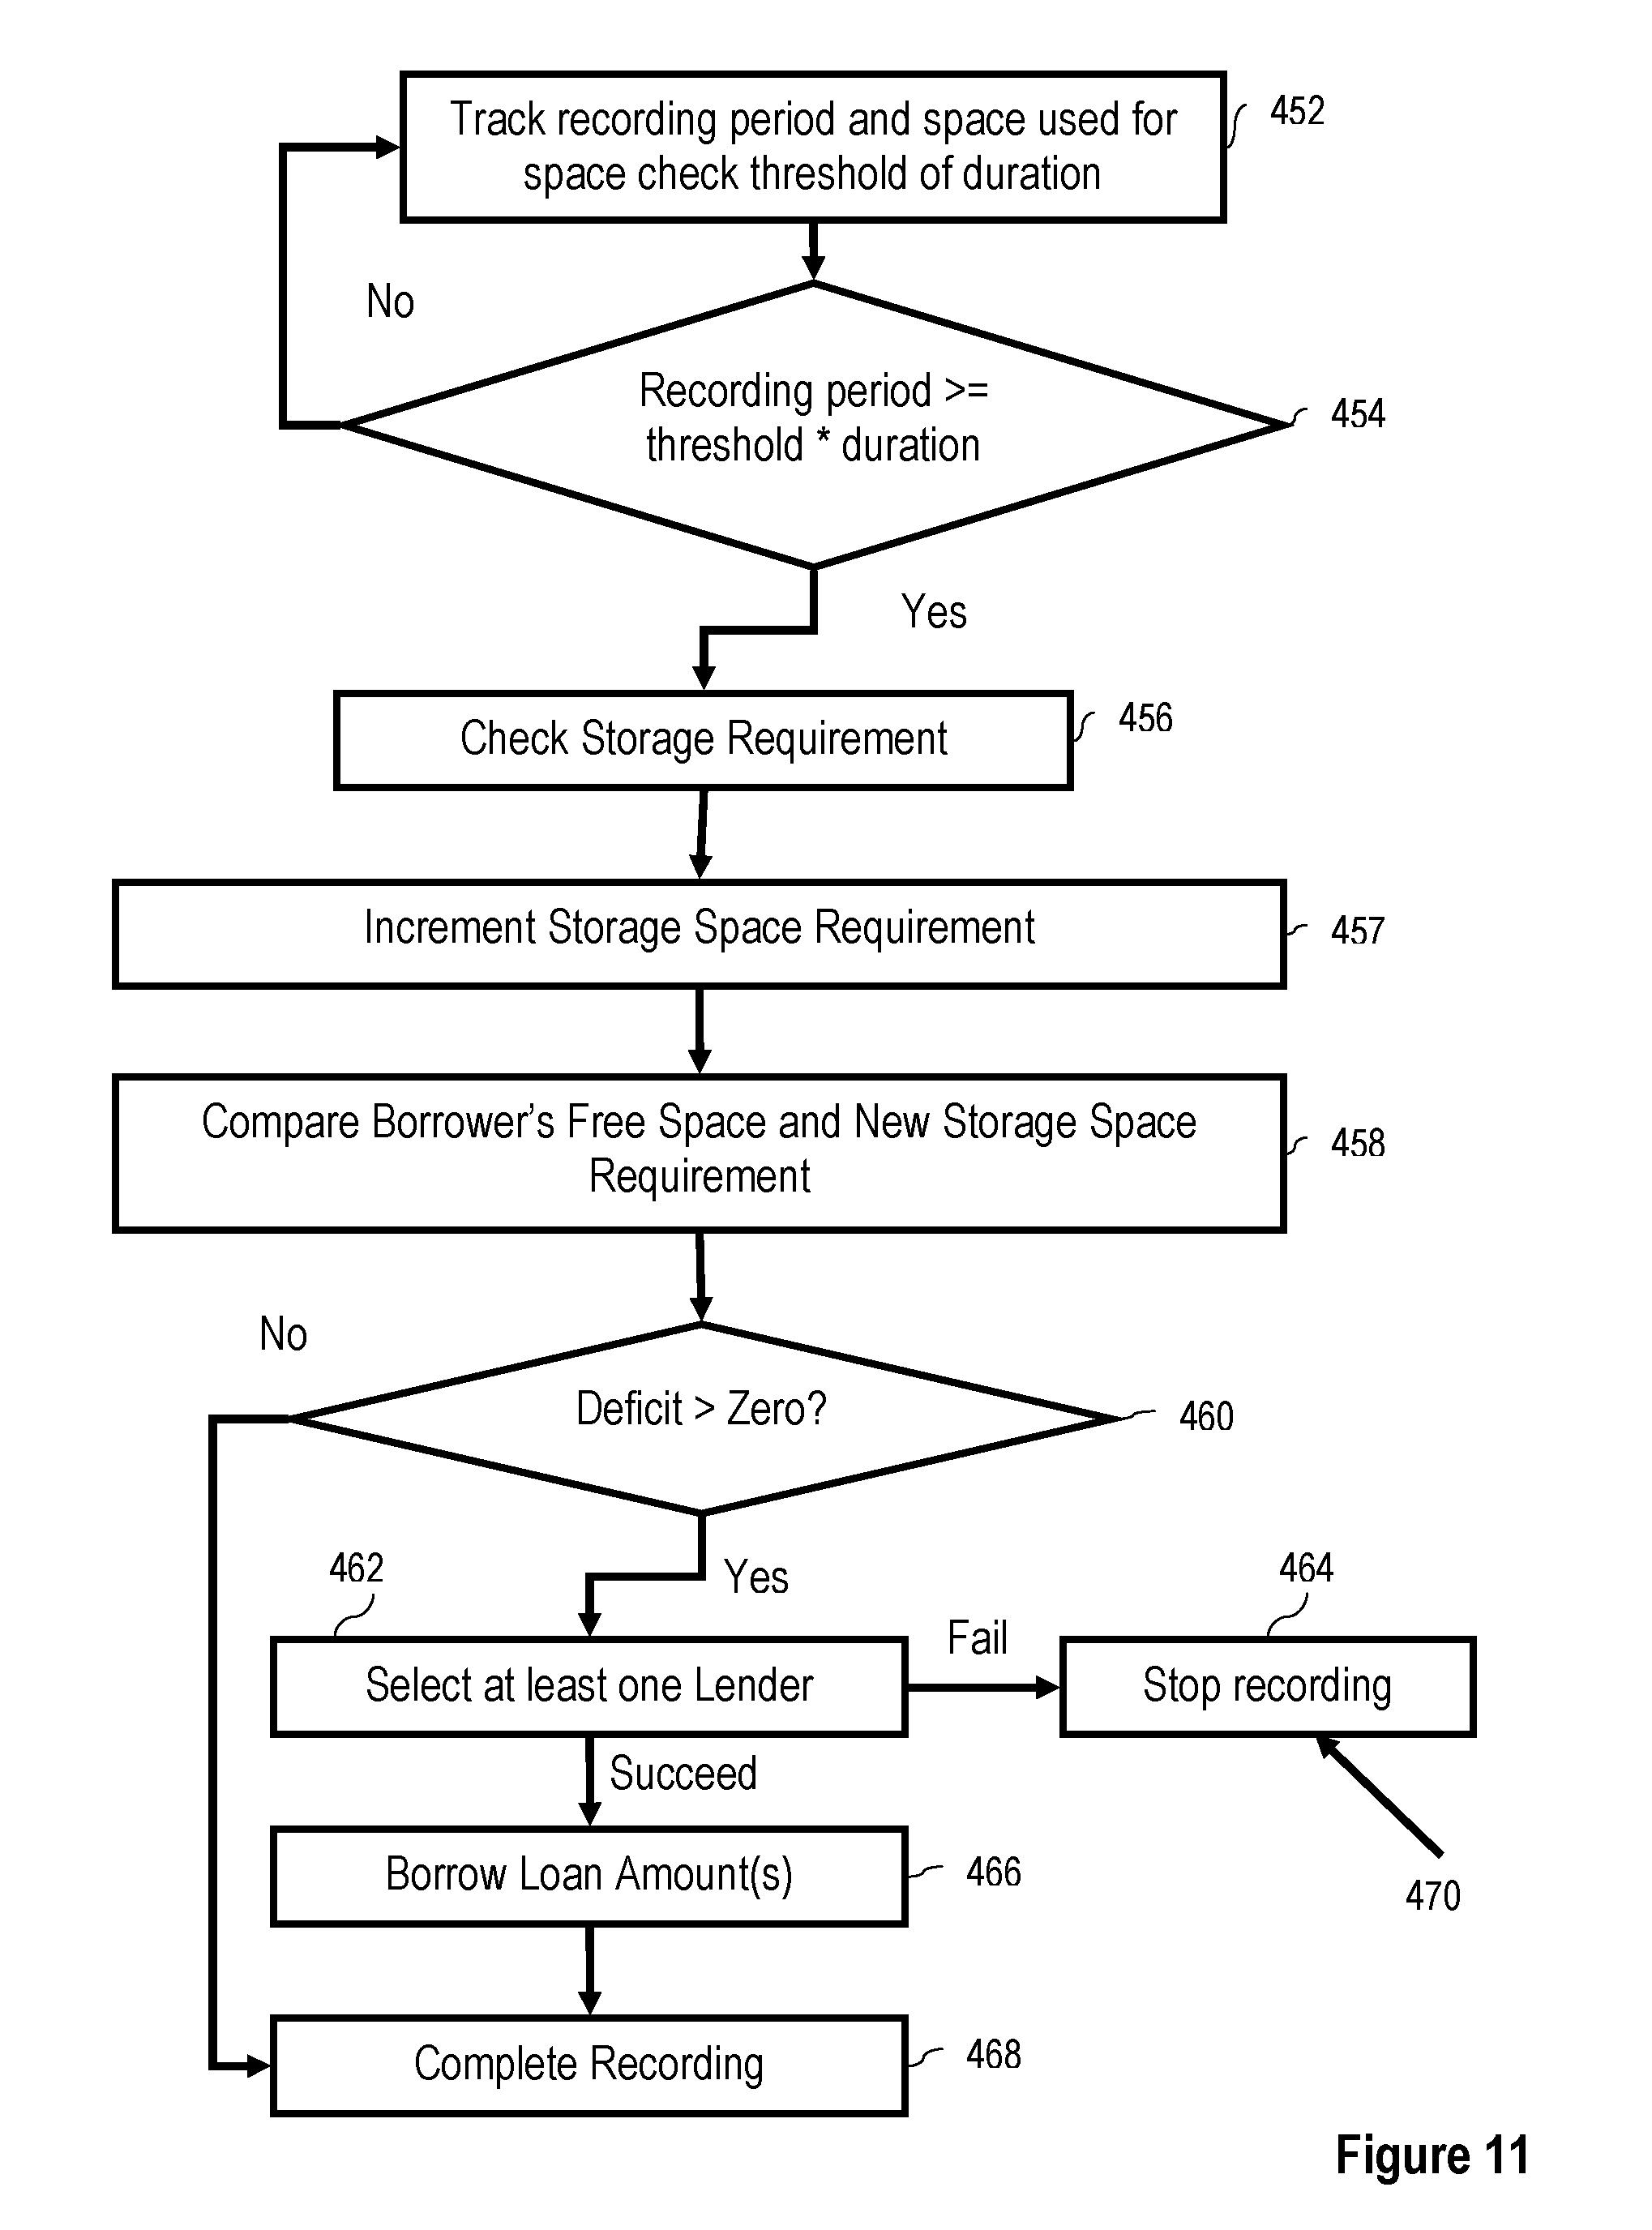 Track recording period and space used for
space check threshold of duration
452
No
Recording period >=
threshold * duration
454
Yes
Check Storage Requirement
456
Increment Storage Space Requirement
457
Compare Borrower’s Free Space and New Storage Space
Requirement
458
No
Deficit > Zero?
460
Yes
462
464
Select at least one Lender
Fail
Stop recording
Succeed
470
Borrow Loan Amount(s)
466
Complete Recording
468
Figure 11